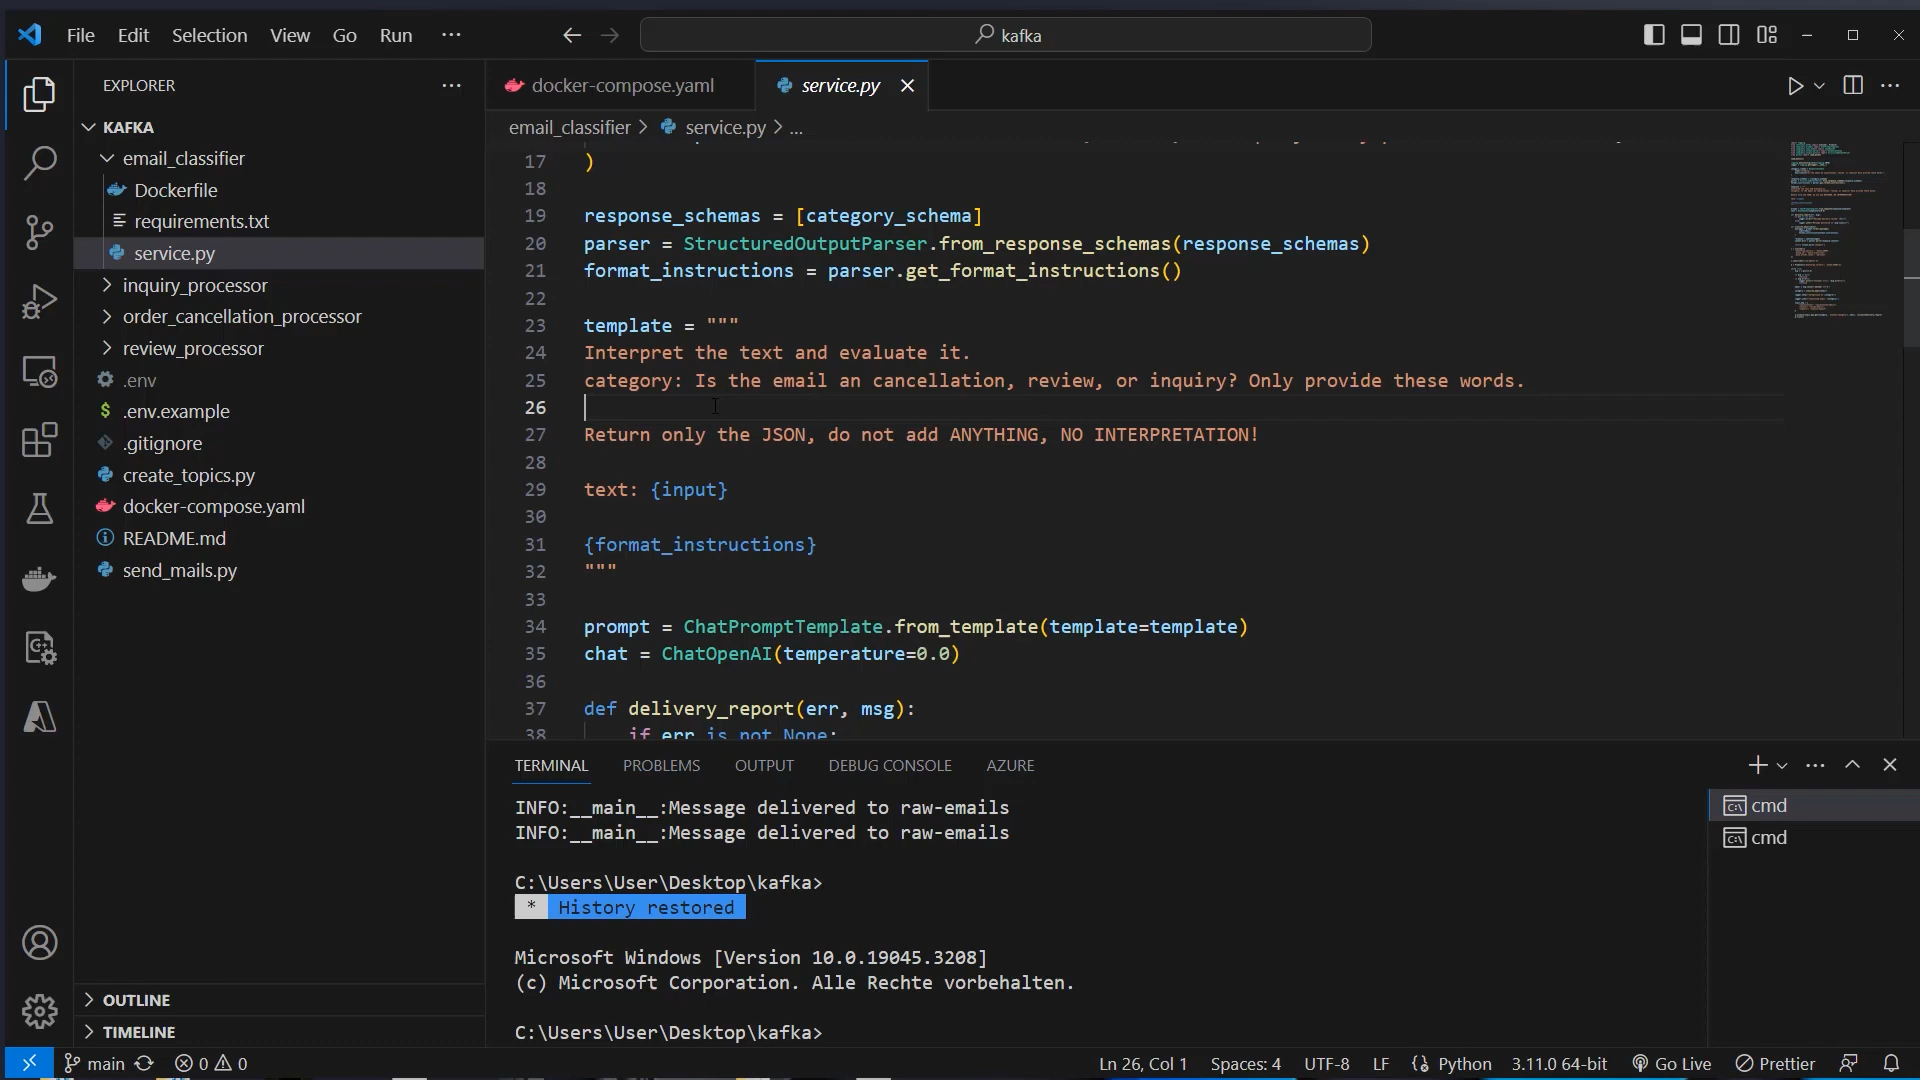 File Edit Selection View Go Run ···
kafka
EXPLORER
KAFKA
email_classifier
Dockerfile
requirements.txt
service.py
inquiry_processor
order_cancellation_processor
review_processor
.env
.env.example
.gitignore
create_topics.py
docker-compose.yaml
README.md
send_mails.py
OUTLINE
TIMELINE
docker-compose.yaml
service.py
email_classifier > service.py > ...
17 )
18
19 response_schemas = [category_schema]
20 parser = StructuredOutputParser.from_response_schemas(response_schemas)
21 format_instructions = parser.get_format_instructions()
22
23 template = """
24 Interpret the text and evaluate it.
25 category: Is the email an cancellation, review, or inquiry? Only provide these words.
26
27 Return only the JSON, do not add ANYTHING, NO INTERPRETATION!
28
29 text: {input}
30
31 {format_instructions}
32 """
33
34 prompt = ChatPromptTemplate.from_template(template=template)
35 chat = ChatOpenAI(temperature=0.0)
36
37 def delivery_report(err, msg):
38 if err is not None:
TERMINAL PROBLEMS OUTPUT DEBUG CONSOLE AZURE
INFO:__main__:Message delivered to raw-emails
INFO:__main__:Message delivered to raw-emails
C:\Users\User\Desktop\kafka>
* History restored
Microsoft Windows [Version 10.0.19045.3208]
(c) Microsoft Corporation. Alle Rechte vorbehalten.
C:\Users\User\Desktop\kafka>
cmd
cmd
main 0 0 Ln 26, Col 1 Spaces: 4 UTF-8 LF Python 3.11.0 64-bit Go Live Prettier